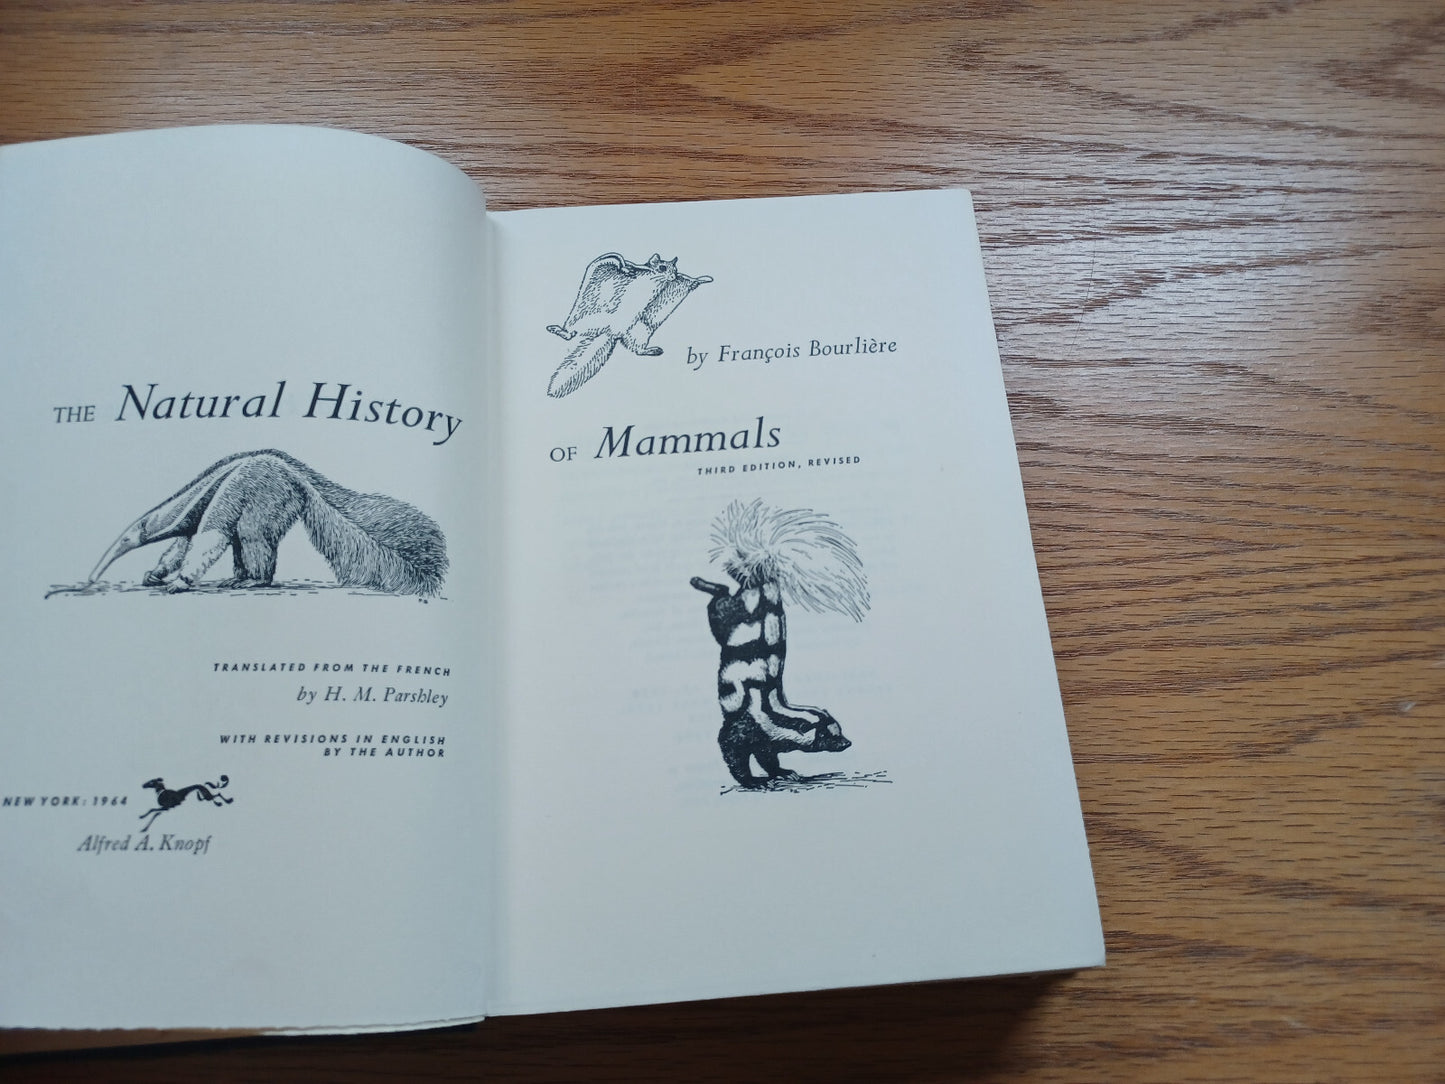 THE Natural History
TRANSLATED FROM THE FRENCH
by H. M. Parshley
WITH REVISIONS IN ENGLISH
BY THE AUTHOR
NEW YORK: 1964
Alfred A. Knopf
by François Bourlière
OF Mammals
THIRD EDITION, REVISED